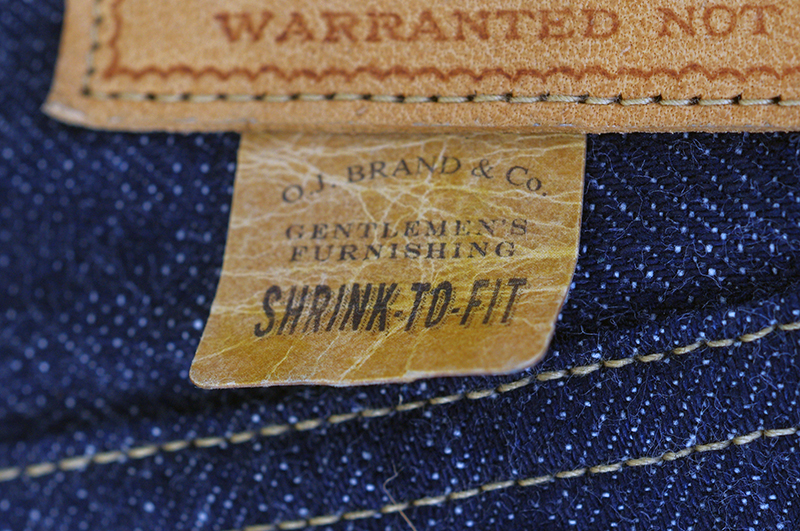 WARRANTED NOT
O.J. BRAND & Co.
GENTLEMEN'S
FURNISHING
SHRINK-TO-FIT